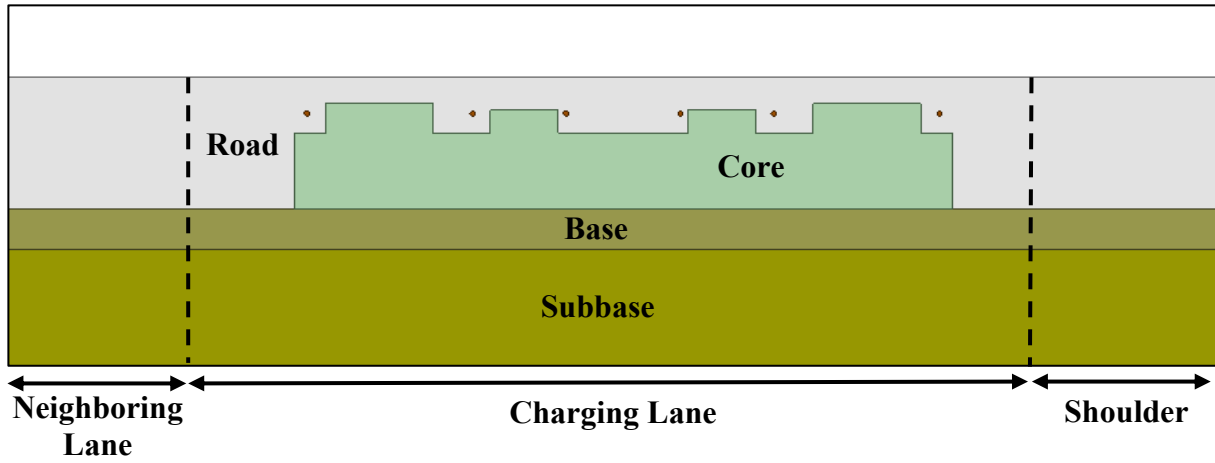 Road
Core
Base
Subbase
Neighboring
Lane
Charging Lane
Shoulder